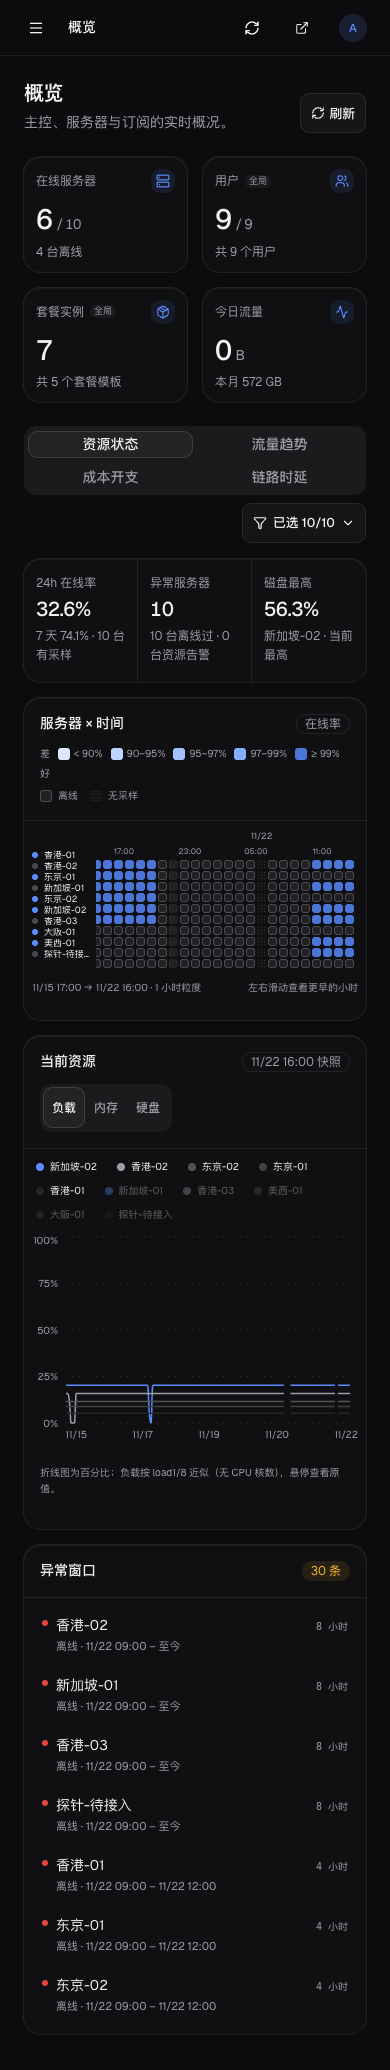 概览
A
概览
主控、服务器与订阅的实时概况。
刷新
在线服务器
6 / 10
4 台离线
用户 全局
9 / 9
共 9 个用户
套餐实例 全局
7
共 5 个套餐模板
今日流量
0 B
本月 572 GB
资源状态
流量趋势
成本开支
链路时延
已选 10/10
24h 在线率
32.6%
7 天 74.1% · 10 台
有采样
异常服务器
10
10 台离线过 · 0
台资源告警
磁盘最高
56.3%
新加坡-02 · 当前
最高
服务器 × 时间
在线率
差 < 90% 90–95% 95–97% 97–99% ≥ 99%
好
离线 无采样
11/22
17:00 23:00 05:00 11:00
香港-01
香港-02
东京-01
新加坡-01
东京-02
新加坡-02
香港-03
大阪-01
美西-01
探针-待接...
11/15 17:00 → 11/22 16:00 · 1 小时粒度
左右滑动查看更早的小时
当前资源
11/22 16:00 快照
负载 内存 硬盘
新加坡-02 香港-02 东京-02 东京-01
香港-01 新加坡-01 香港-03 美西-01
大阪-01 探针-待接入
100%
75%
50%
25%
0%
11/15 11/17 11/19 11/20 11/22
折线图为百分比；负载按 load1/8 近似（无 CPU 核数），悬停查看原
值。
异常窗口
30 条
香港-02
8 小时
离线 · 11/22 09:00 – 至今
新加坡-01
8 小时
离线 · 11/22 09:00 – 至今
香港-03
8 小时
离线 · 11/22 09:00 – 至今
探针-待接入
8 小时
离线 · 11/22 09:00 – 至今
香港-01
4 小时
离线 · 11/22 09:00 – 11/22 12:00
东京-01
4 小时
离线 · 11/22 09:00 – 11/22 12:00
东京-02
4 小时
离线 · 11/22 09:00 – 11/22 12:00